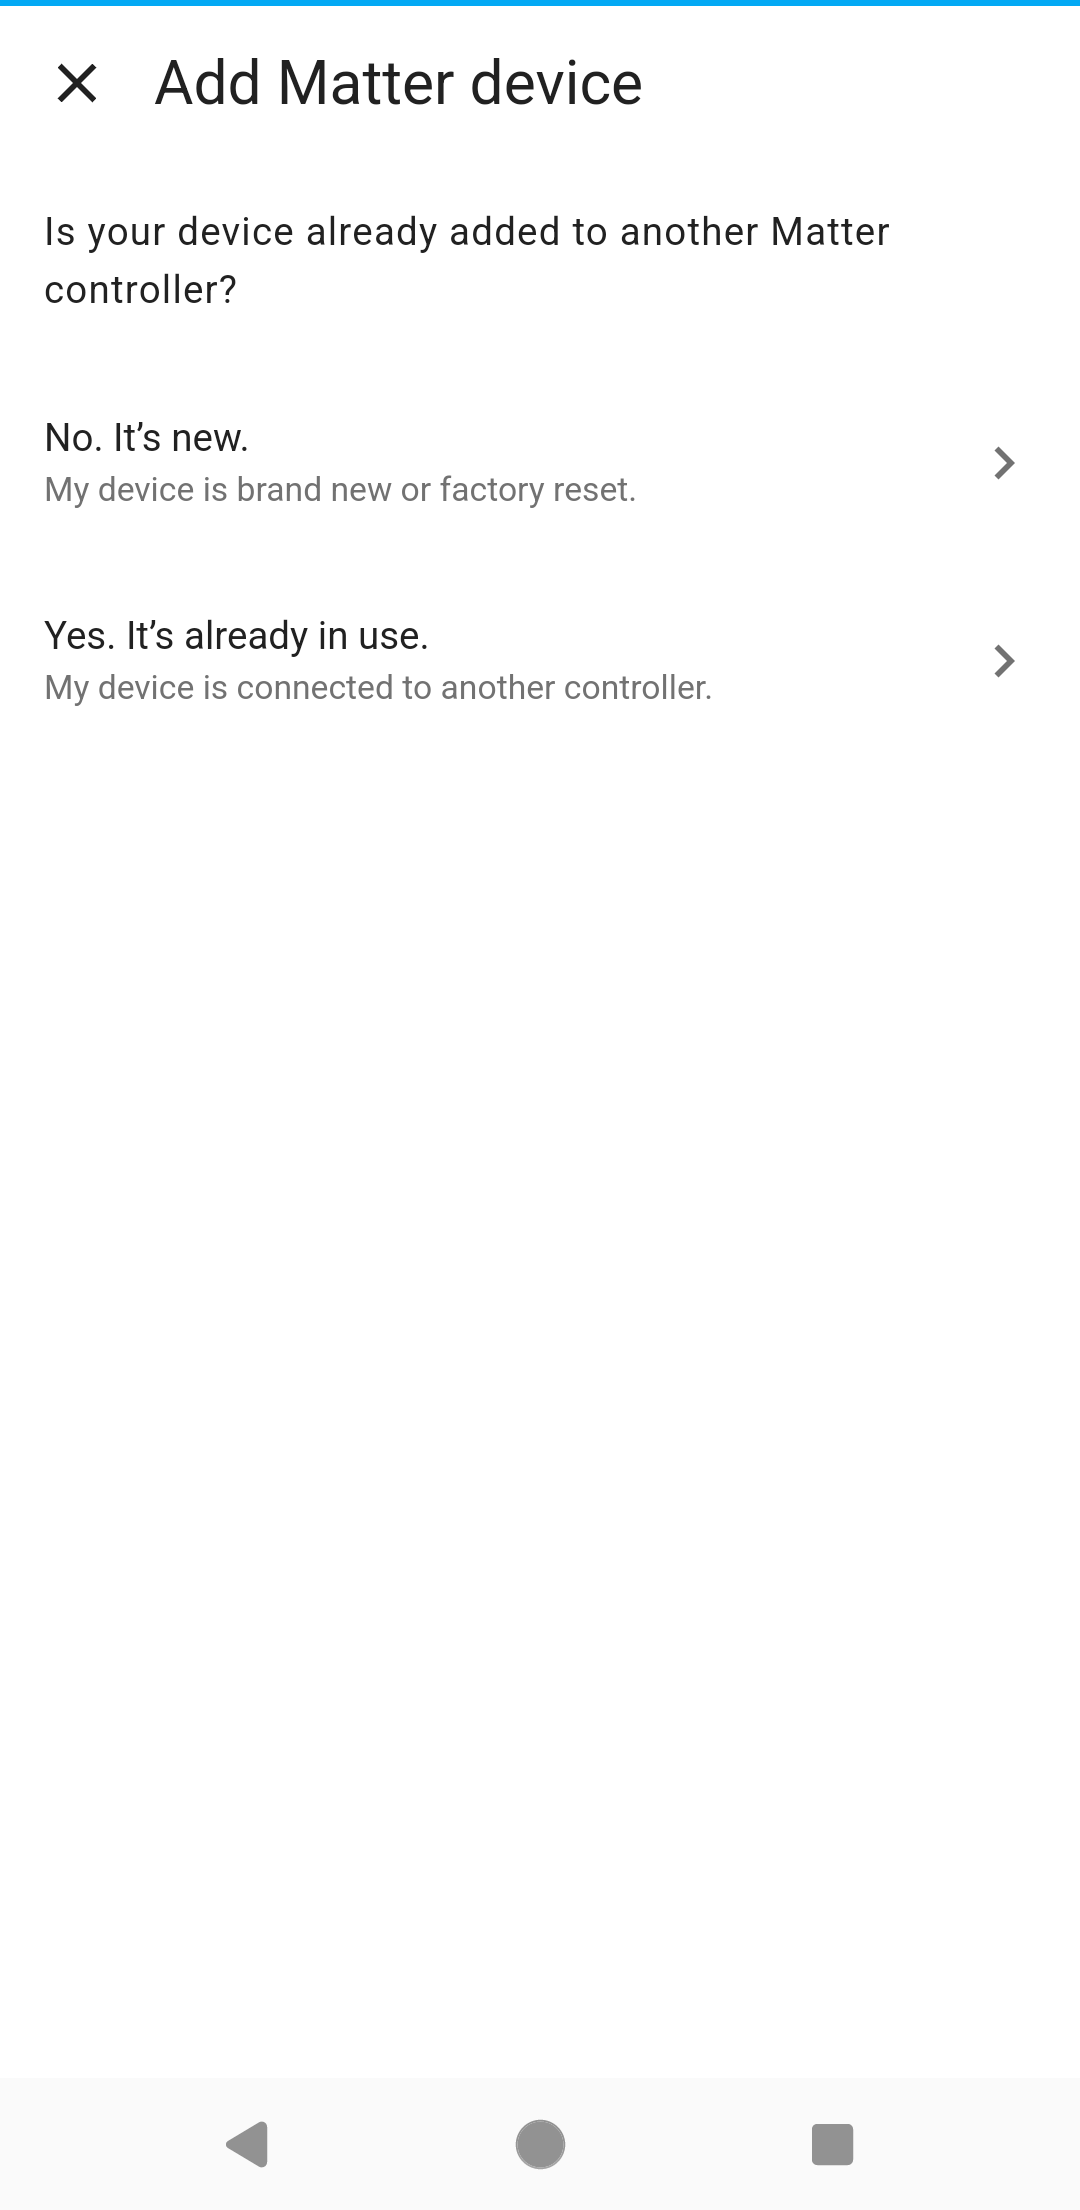 Add Matter device
Is your device already added to another Matter
controller?
No. It’s new.
My device is brand new or factory reset.
Yes. It’s already in use.
My device is connected to another controller.